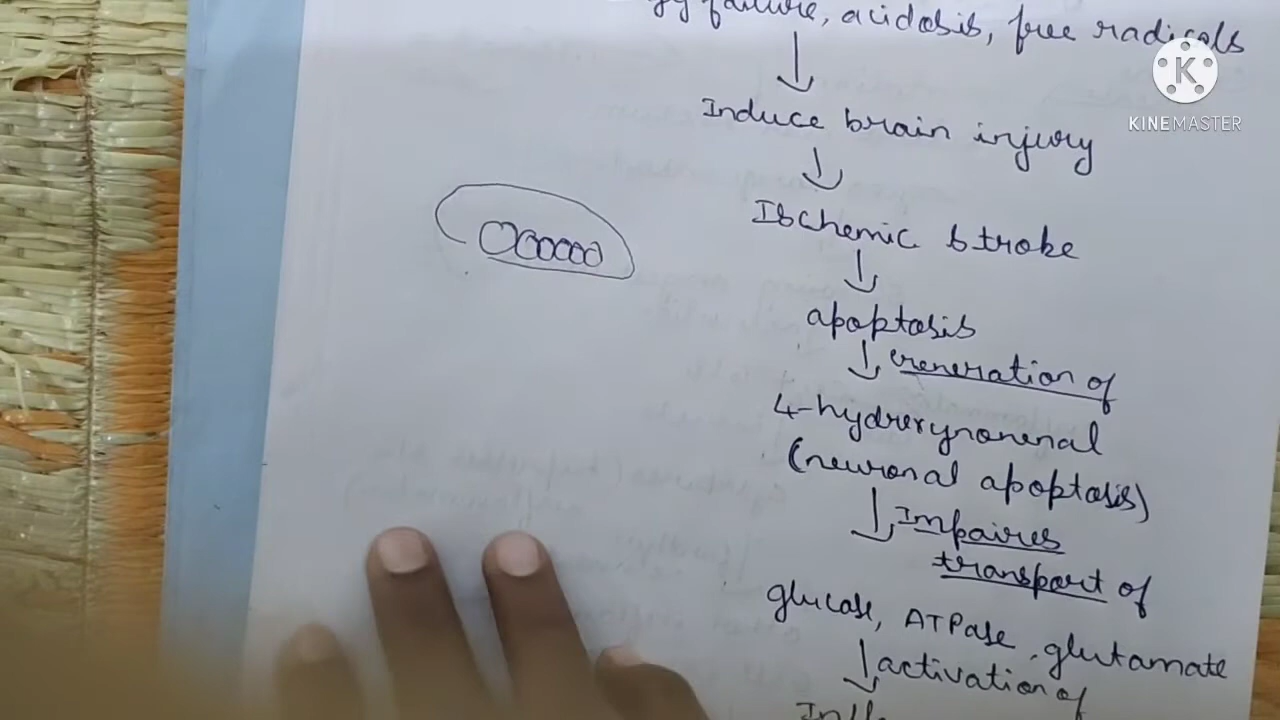 failure, acidosis, free radicals
K
KINEMASTER
Induce brain injury
Ischemic stroke
apoptosis
Generation of
4-hydroxynonenal
(neuronal apoptosis)
Impaires
transport of
glucose, ATPase, glutamate
activation of